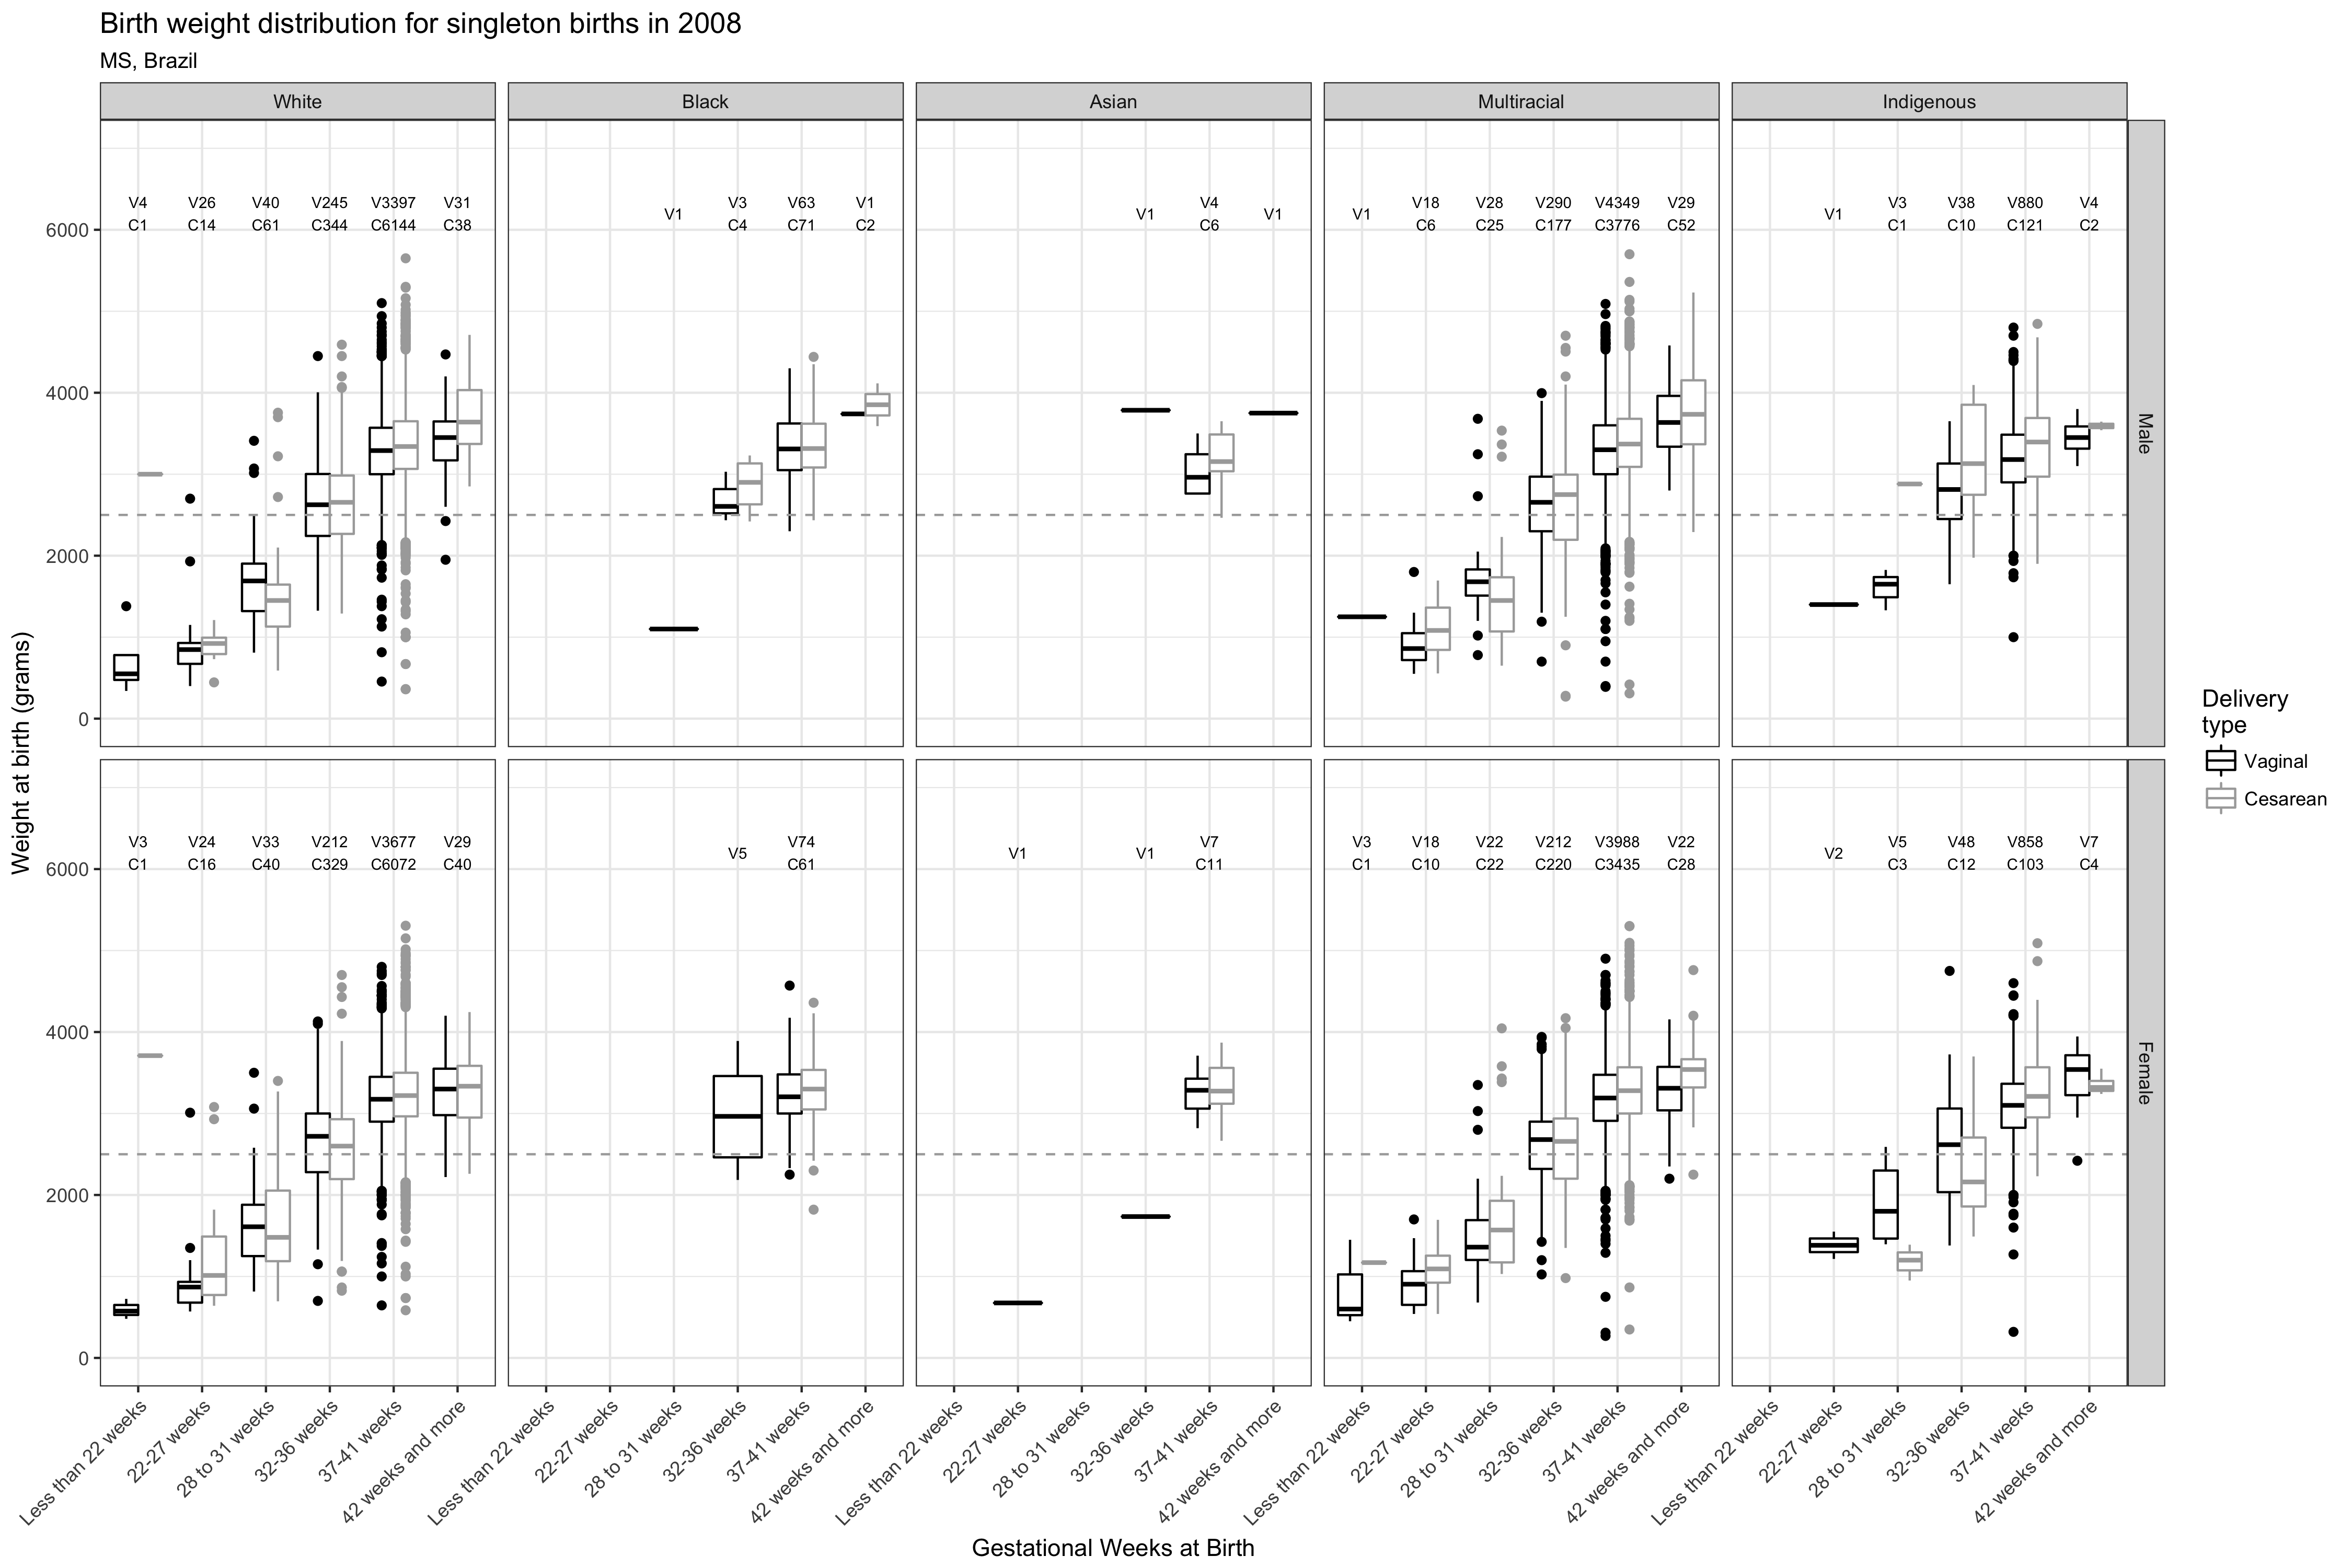 Birth weight distribution for singleton births in 2008
MS, Brazil
White Black Asian Multiracial Indigenous
V4 V26 V40 V245 V3397 V31
C1 C14 C61 C344 C6144 C38
V1 V3 V63 V1
C4 C71 C2
V1 V4 V1
C6
V1 V18 V28 V290 V4349 V29
C6 C25 C177 C3776 C52
V1 V3 V38 V880 V4
C1 C10 C121 C2
6000
4000
2000
0
Male
V3 V24 V33 V212 V3677 V29
C1 C16 C40 C329 C6072 C40
V5 V74
C61
V1 V1 V7
C11
V3 V18 V22 V212 V3988 V22
C1 C10 C22 C220 C3435 C28
V2 V5 V48 V858 V7
C3 C12 C103 C4
6000
4000
2000
0
Female
Weight at birth (grams)
Less than 22 weeks
22-27 weeks
28 to 31 weeks
32-36 weeks
37-41 weeks
42 weeks and more
Less than 22 weeks
22-27 weeks
28 to 31 weeks
32-36 weeks
37-41 weeks
42 weeks and more
Less than 22 weeks
22-27 weeks
28 to 31 weeks
32-36 weeks
37-41 weeks
42 weeks and more
Less than 22 weeks
22-27 weeks
28 to 31 weeks
32-36 weeks
37-41 weeks
42 weeks and more
Less than 22 weeks
22-27 weeks
28 to 31 weeks
32-36 weeks
37-41 weeks
42 weeks and more
Gestational Weeks at Birth
Delivery
type
Vaginal
Cesarean